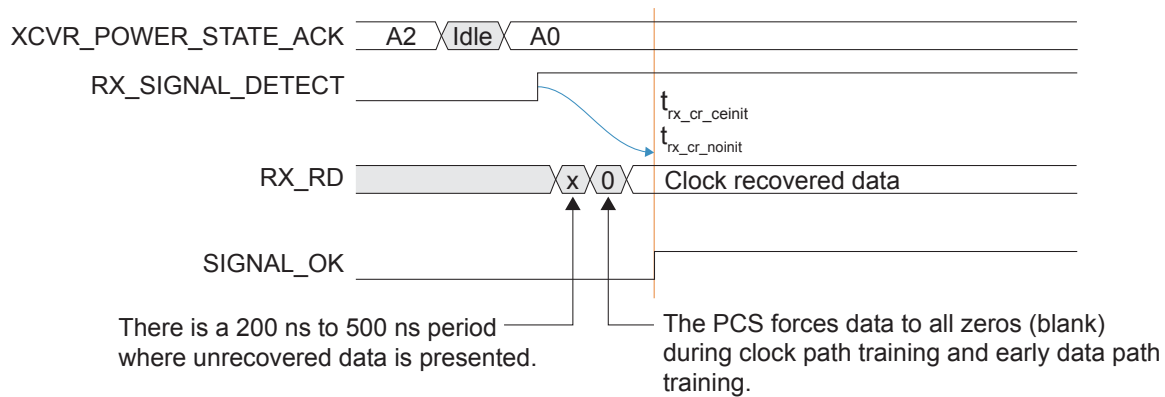 XCVR_POWER_STATE_ACK A2 Idle A0
RX_SIGNAL_DETECT
t_rx_cr_ceinit
t_rx_cr_noinit
RX_RD x 0 Clock recovered data
SIGNAL_OK
There is a 200 ns to 500 ns period
where unrecovered data is presented.
The PCS forces data to all zeros (blank)
during clock path training and early data path
training.